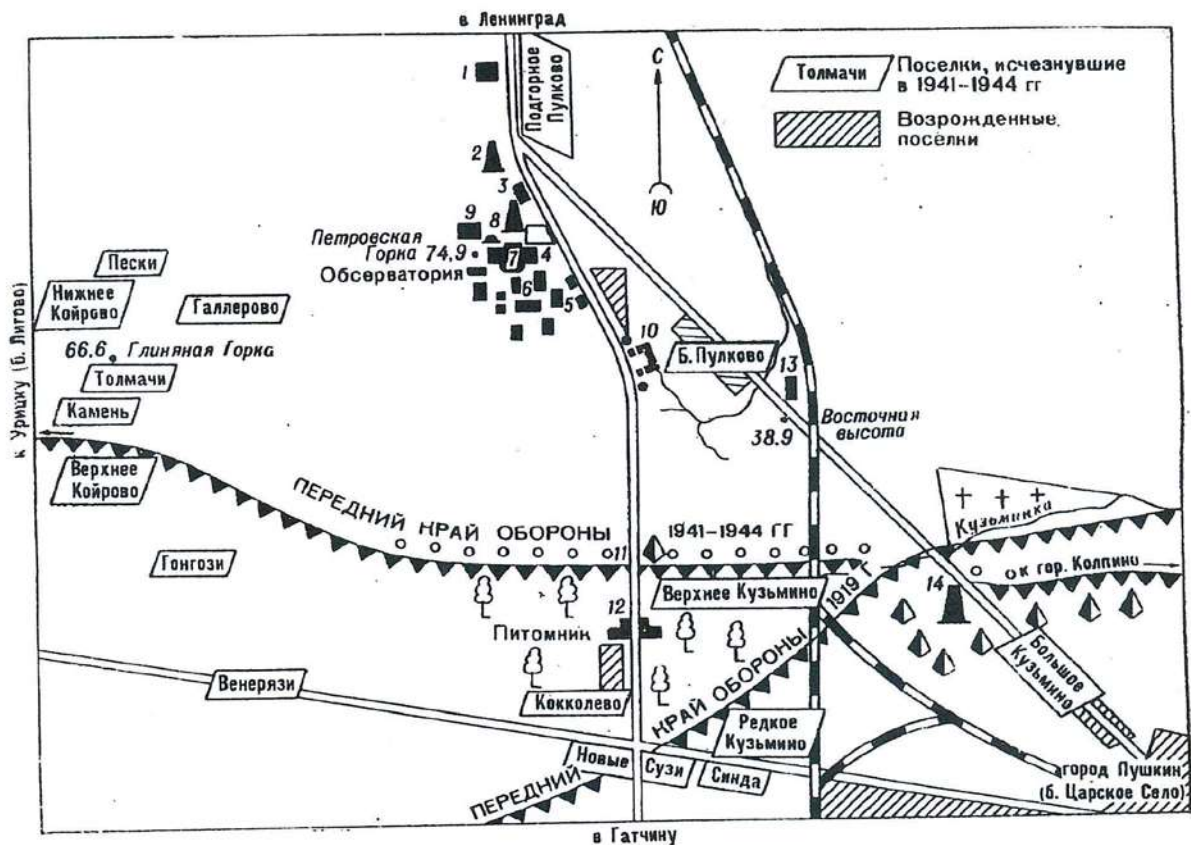 в Ленинград
С
Ю
Толмачи
Поселки, исчезнувшие
в 1941–1944 гг
Возрожденные
посёлки
1
Подгорное
Пулково
2
3
9
8
Петровская
Горка 74,9
7
4
Обсерватория
6
5
Пески
Нижнее
Койрово
Галлерово
66.6
Глиняная Горка
Толмачи
Камень
к Урицку (б. Лигово)
Верхнее
Койрово
10
Б. Пулково
13
38.9
Восточная
высота
ПЕРЕДНИЙ КРАЙ ОБОРОНЫ
1941–1944 ГГ
11
Кузьминка
к гор. Колпино
Гонгози
Верхнее Кузьмино
14
12
Питомник
Большое
Кузьмино
Венерязи
Кокколево
ПЕРЕДНИЙ КРАЙ ОБОРОНЫ 1919 Г
Редкое
Кузьмино
Новые Сузи
Синда
город Пушкин
(б. Царское Село)
в Гатчину